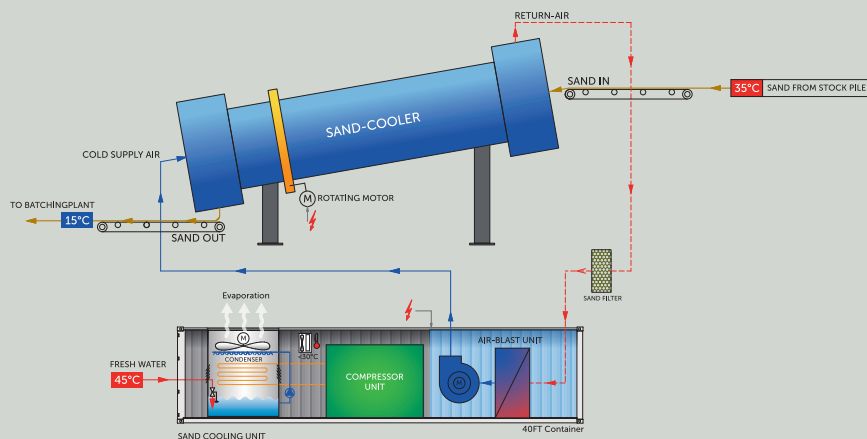 RETURN-AIR
SAND IN
35°C SAND FROM STOCK PILE
SAND-COOLER
COLD SUPPLY AIR
M ROTATING MOTOR
TO BATCHINGPLANT
15°C
SAND OUT
SAND FILTER
Evaporation
M
CONDENSER
<30°C
AIR-BLAST UNIT
FRESH WATER
45°C
COMPRESSOR
UNIT
M
SAND COOLING UNIT
40FT Container